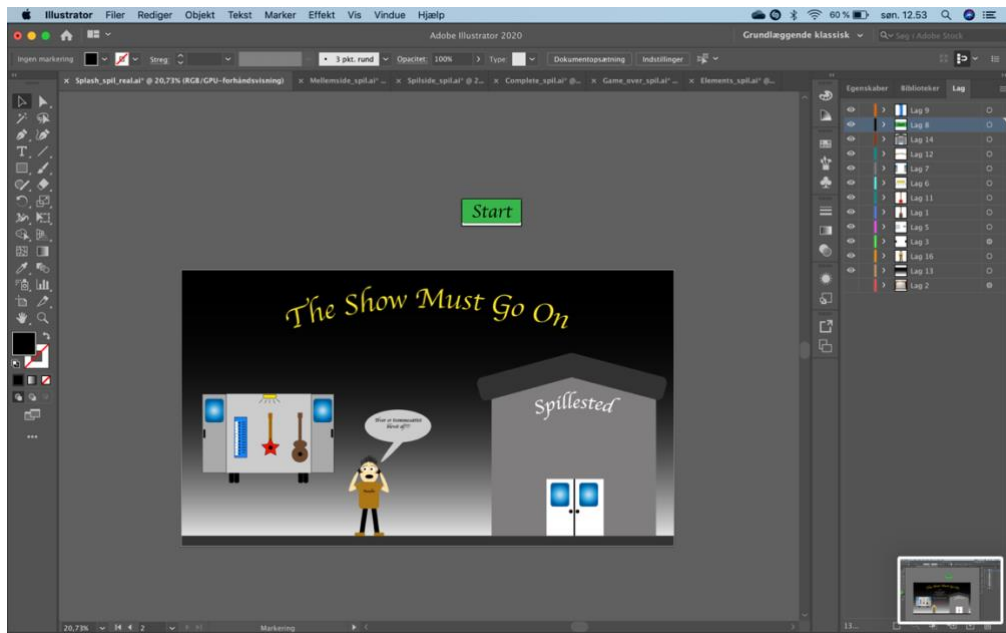 Illustrator Filer Rediger Objekt Tekst Marker Effekt Vis Vindue Hjælp
60 % søn. 12.53
Adobe Illustrator 2020
Grundlæggende klassisk
Søg i Adobe Stock
Ingen markering Streg: 3 pkt. rund Opacitet: 100% Type Dokumentopsætning Indstillinger
Splash_spil_real.ai* @ 20,73% (RGB/GPU-forhåndsvisning) Mellemside_spil.ai* Spilside_spil.ai* @ 2... Complete_spil.ai* @... Game_over_spil.ai* ... Elements_spil.ai* @...
Egenskaber Biblioteker Lag
Lag 9
Lag 8
Lag 14
Lag 12
Lag 7
Lag 6
Lag 11
Lag 1
Lag 5
Lag 3
Lag 16
Lag 13
Lag 2
Start
The Show Must Go On
Spillested
20,73% 2 Markering
13...